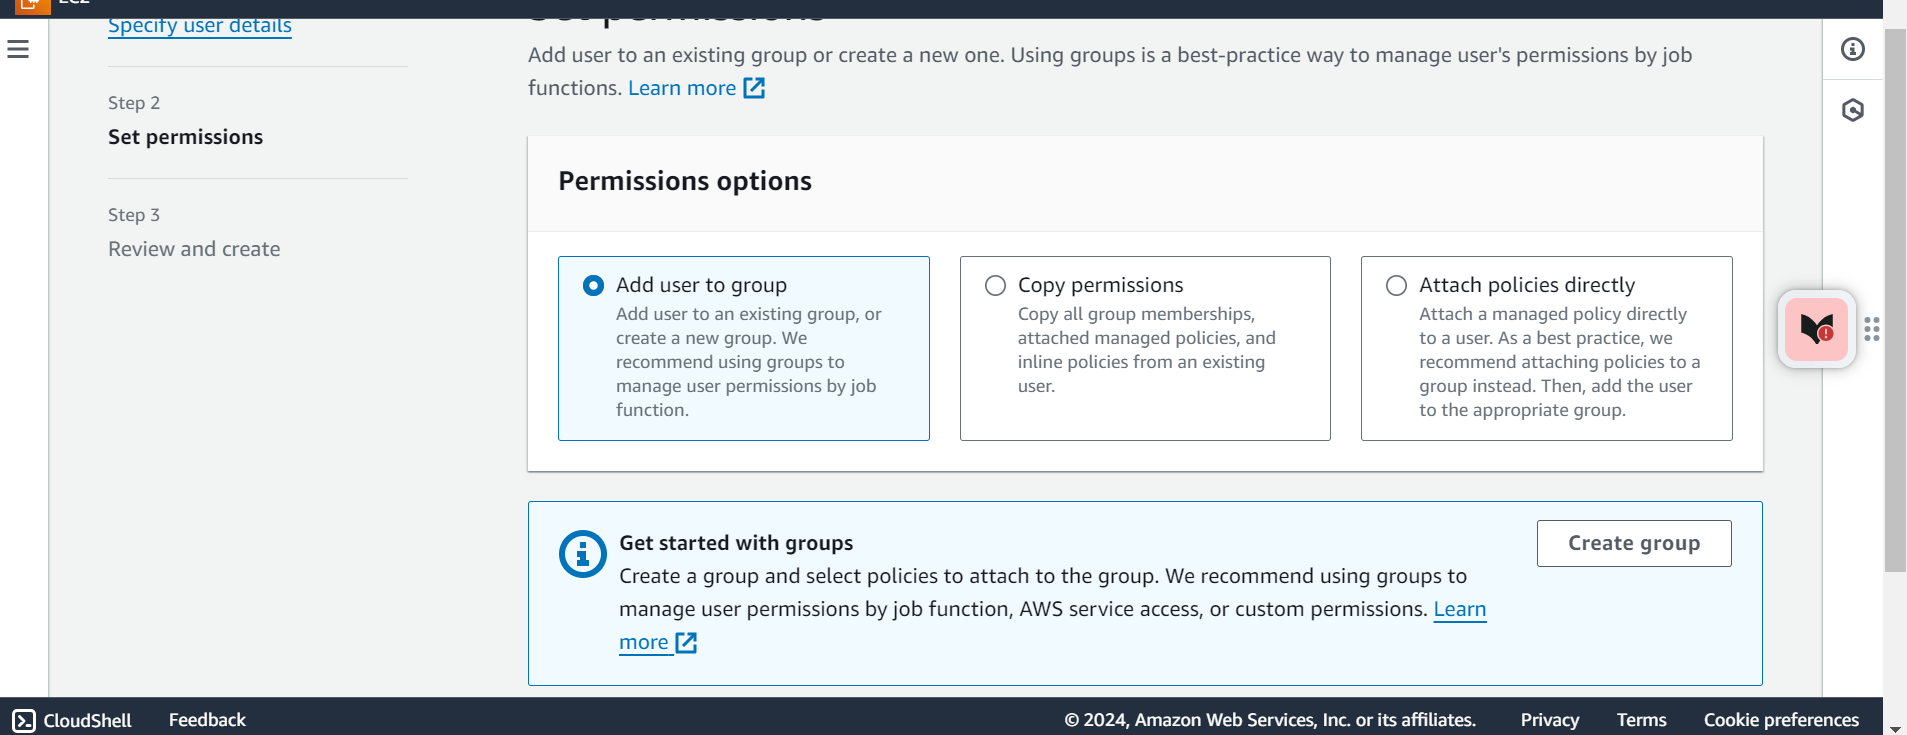 EC2
Specify user details
Step 2
Set permissions
Step 3
Review and create
Set permissions
Add user to an existing group or create a new one. Using groups is a best-practice way to manage user's permissions by job
functions. Learn more
Permissions options
Add user to group
Add user to an existing group, or
create a new group. We
recommend using groups to
manage user permissions by job
function.
Copy permissions
Copy all group memberships,
attached managed policies, and
inline policies from an existing
user.
Attach policies directly
Attach a managed policy directly
to a user. As a best practice, we
recommend attaching policies to a
group instead. Then, add the user
to the appropriate group.
Get started with groups
Create a group and select policies to attach to the group. We recommend using groups to
manage user permissions by job function, AWS service access, or custom permissions. Learn
more
Create group
CloudShell
Feedback
© 2024, Amazon Web Services, Inc. or its affiliates.
Privacy
Terms
Cookie preferences